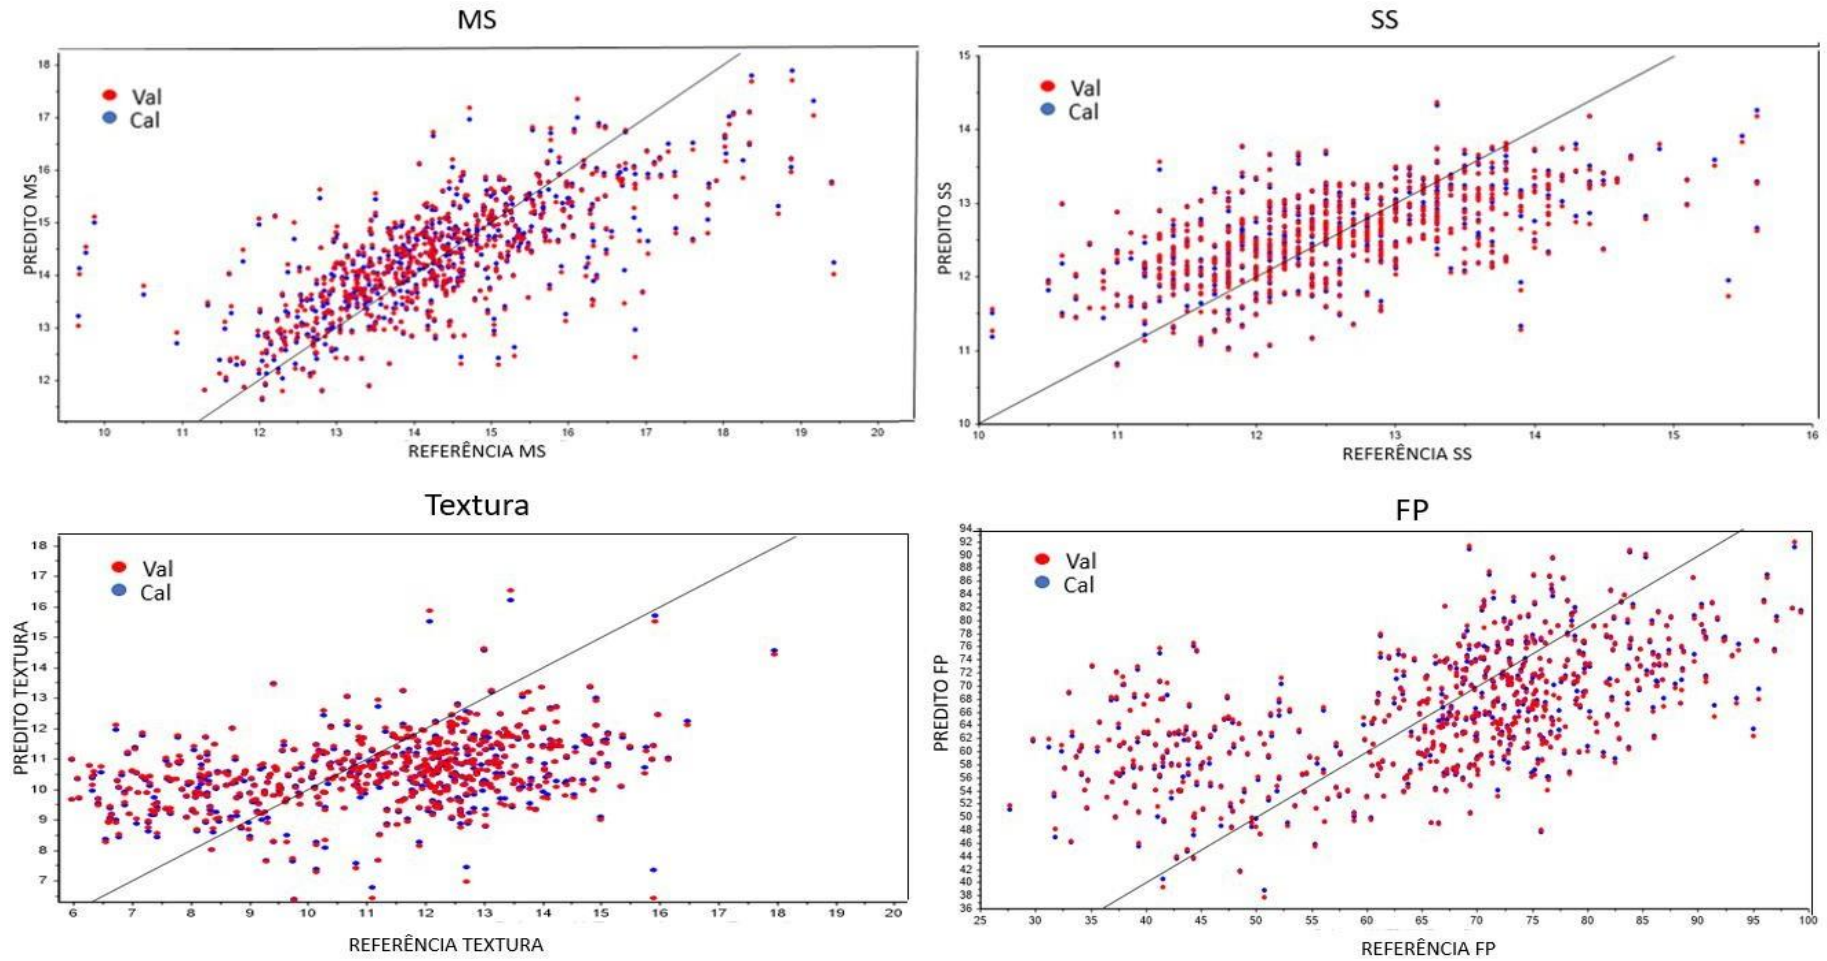 MS
18
17
16
15
14
13
12
Val
Cal
PREDITO MS
10 11 12 13 14 15 16 17 18 19 20
REFERÊNCIA MS
SS
15
14
13
12
11
10
Val
Cal
PREDITO SS
10 11 12 13 14 15 16
REFERÊNCIA SS
Textura
18
17
16
15
14
13
12
11
10
9
8
7
Val
Cal
PREDITO TEXTURA
6 7 8 9 10 11 12 13 14 15 16 17 18 19 20
REFERÊNCIA TEXTURA
FP
94
92
90
88
86
84
82
80
78
76
74
72
70
68
66
64
62
60
58
56
54
52
50
48
46
44
42
40
38
36
Val
Cal
PREDITO FP
25 30 35 40 45 50 55 60 65 70 75 80 85 90 95 100
REFERÊNCIA FP